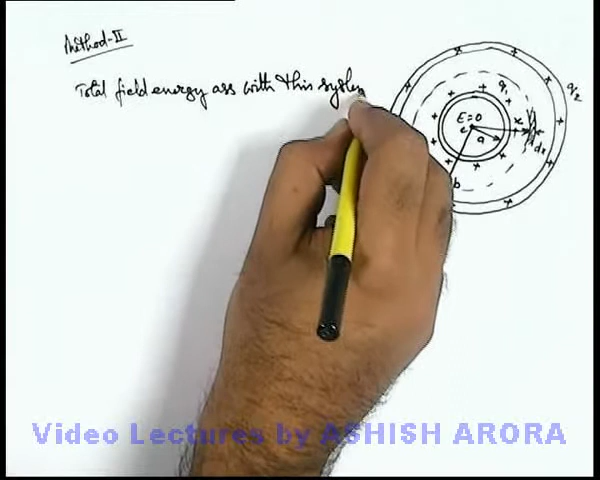 Method-II
Total field energy ass with this system
q1
q2
E=0
x
c
a
dx
b
Video Lectures by ASHISH ARORA